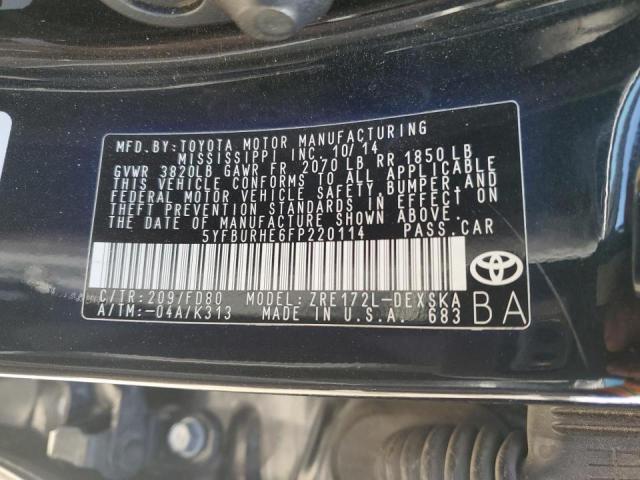 MFD.BY:TOYOTA MOTOR MANUFACTURING
MISSISSIPPI INC. 10/14
GVWR 3820LB GAWR FR 2070 LB RR 1850 LB
THIS VEHICLE CONFORMS TO ALL APPLICABLE
FEDERAL MOTOR VEHICLE SAFETY, BUMPER, AND
THEFT PREVENTION STANDARDS IN EFFECT ON
THE DATE OF MANUFACTURE SHOWN ABOVE.
5YFBURHE6FP220114 PASS.CAR
C/TR:209/FD80 MODEL:ZRE172L-DEXSKA
A/TM:-04A/K313 MADE IN U.S.A. 683
BA